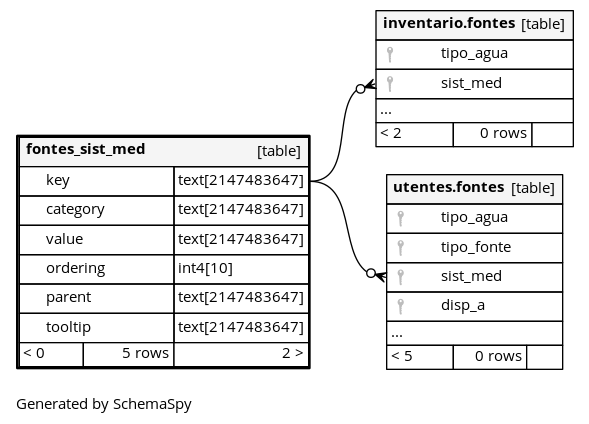 inventario.fontes [table]
tipo_agua
sist_med
...
< 2 0 rows
fontes_sist_med [table]
key text[2147483647]
category text[2147483647]
value text[2147483647]
ordering int4[10]
parent text[2147483647]
tooltip text[2147483647]
< 0 5 rows 2 >
utentes.fontes [table]
tipo_agua
tipo_fonte
sist_med
disp_a
...
< 5 0 rows
Generated by SchemaSpy